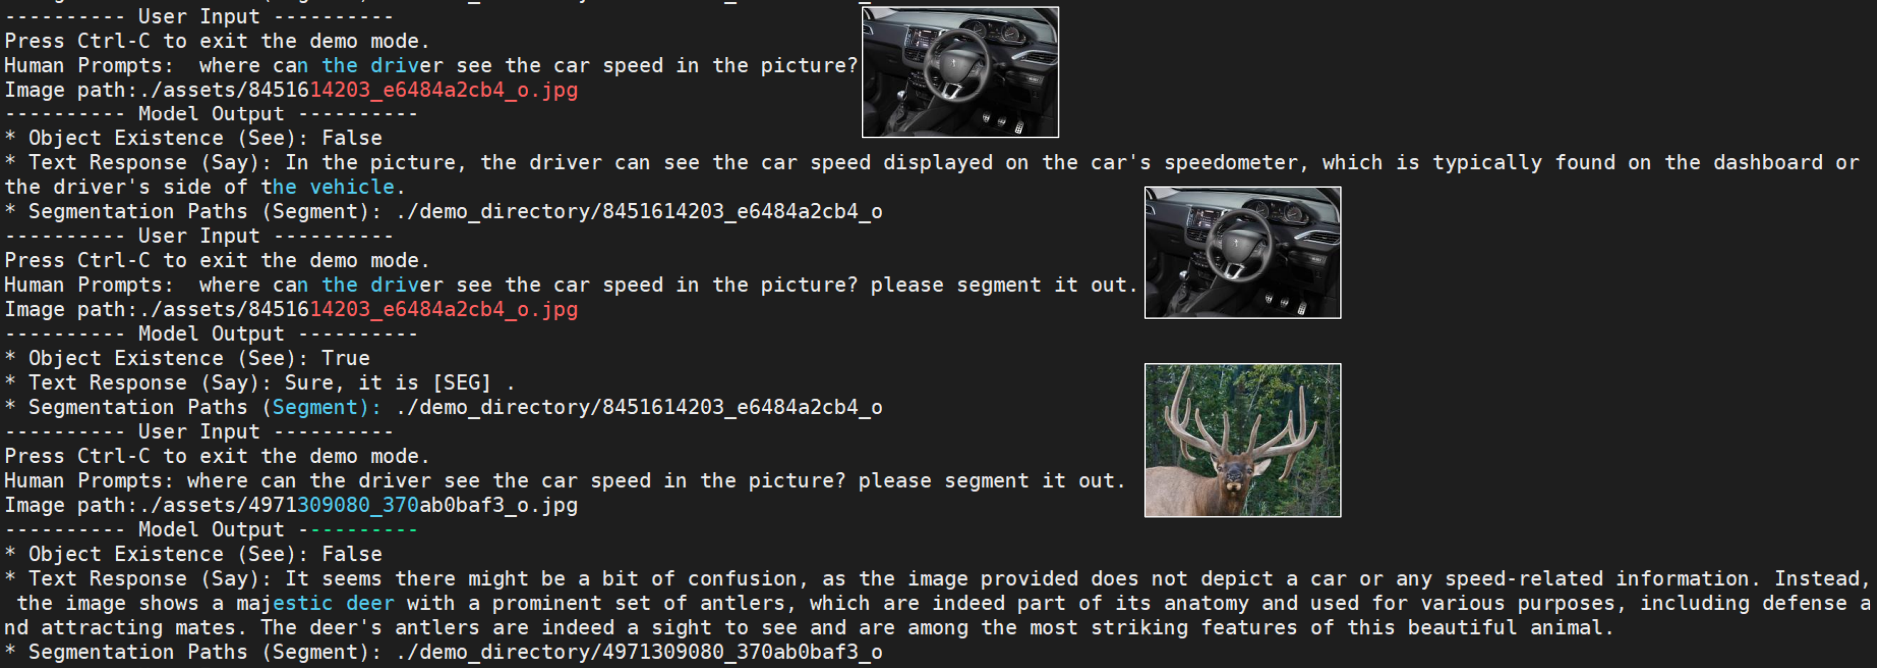 ---------- User Input ----------
Press Ctrl-C to exit the demo mode.
Human Prompts:  where can the driver see the car speed in the picture?
Image path:./assets/8451614203_e6484a2cb4_o.jpg
---------- Model Output ----------
* Object Existence (See): False
* Text Response (Say): In the picture, the driver can see the car speed displayed on the car's speedometer, which is typically found on the dashboard or
the driver's side of the vehicle.
* Segmentation Paths (Segment): ./demo_directory/8451614203_e6484a2cb4_o
---------- User Input ----------
Press Ctrl-C to exit the demo mode.
Human Prompts:  where can the driver see the car speed in the picture? please segment it out.
Image path:./assets/8451614203_e6484a2cb4_o.jpg
---------- Model Output ----------
* Object Existence (See): True
* Text Response (Say): Sure, it is [SEG] .
* Segmentation Paths (Segment): ./demo_directory/8451614203_e6484a2cb4_o
---------- User Input ----------
Press Ctrl-C to exit the demo mode.
Human Prompts: where can the driver see the car speed in the picture? please segment it out.
Image path:./assets/4971309080_370ab0baf3_o.jpg
---------- Model Output ----------
* Object Existence (See): False
* Text Response (Say): It seems there might be a bit of confusion, as the image provided does not depict a car or any speed-related information. Instead,
the image shows a majestic deer with a prominent set of antlers, which are indeed part of its anatomy and used for various purposes, including defense a
nd attracting mates. The deer's antlers are indeed a sight to see and are among the most striking features of this beautiful animal.
* Segmentation Paths (Segment): ./demo_directory/4971309080_370ab0baf3_o